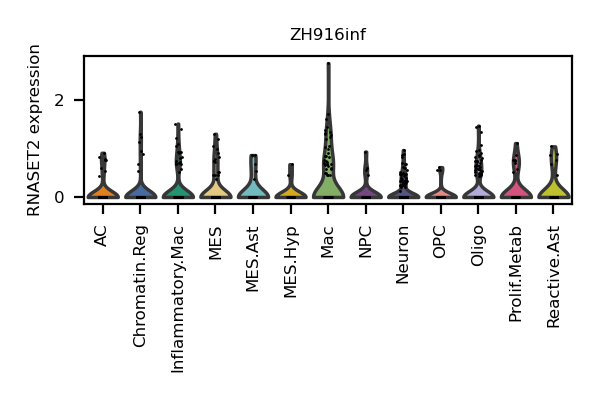 ZH916inf
RNASET2 expression
2
0
AC
Chromatin.Reg
Inflammatory.Mac
MES
MES.Ast
MES.Hyp
Mac
NPC
Neuron
OPC
Oligo
Prolif.Metab
Reactive.Ast